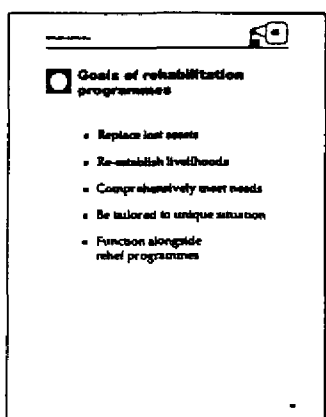 Goals of rehabilitation
programmes
Replace lost assets
Re-establish livelihoods
Comprehensively meet needs
Be tailored to unique situation
Function alongside
relief programmes